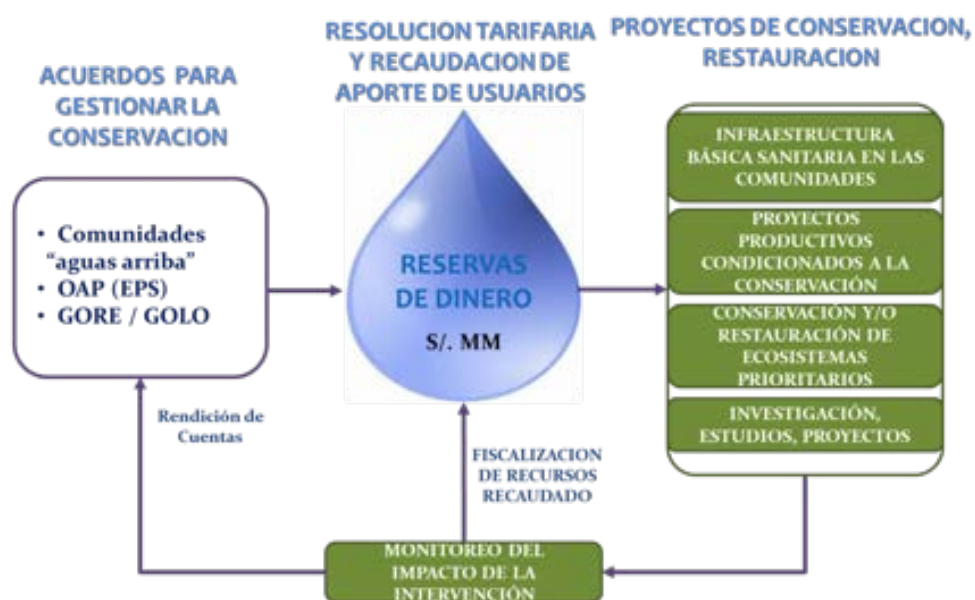 ACUERDOS PARA
GESTIONAR LA
CONSERVACION
• Comunidades
“aguas arriba”
• OAP (EPS)
• GORE / GOLO
RESOLUCION TARIFARIA
Y RECAUDACION DE
APORTE DE USUARIOS
RESERVAS
DE DINERO
S/. MM
PROYECTOS DE CONSERVACION,
RESTAURACION
INFRAESTRUCTURA
BÁSICA SANITARIA EN LAS
COMUNIDADES
PROYECTOS
PRODUCTIVOS
CONDICIONADOS A LA
CONSERVACIÓN
CONSERVACIÓN Y/O
RESTAURACIÓN DE
ECOSISTEMAS
PRIORITARIOS
INVESTIGACIÓN,
ESTUDIOS, PROYECTOS
Rendición de
Cuentas
FISCALIZACION
DE RECURSOS
RECAUDADO
MONITOREO DEL
IMPACTO DE LA
INTERVENCIÓN